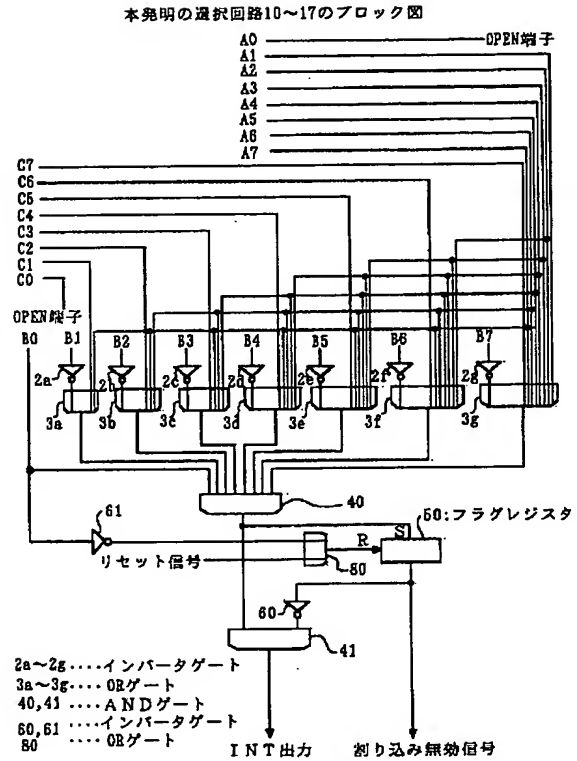 本発明の選択回路10〜17のブロック図
A0
OPEN端子
A1
A2
A3
A4
A5
A6
A7
C7
C6
C5
C4
C3
C2
C1
C0
OPEN端子
B0
B1
B2
B3
B4
B5
B6
B7
2a
2b
2c
2d
2e
2f
2g
3a
3b
3c
3d
3e
3f
3g
40
61
S
50:フラグレジスタ
R
リセット信号
80
60
41
2a〜2g····インバータゲート
3a〜3g····ORゲート
40,41 ····ANDゲート
60,61 ····インバータゲート
80 ····ORゲート
INT出力
割り込み無効信号